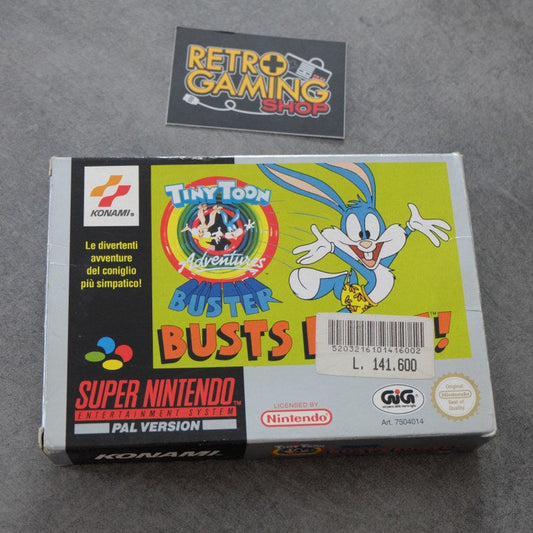 RETRO
GAMING
SHOP
KONAMI®
Le divertenti
avventure
del coniglio
più simpatico!
TINY TOON
Adventures
BUSTER
BUSTS
!
5203216101416002
L. 141.600
SUPER NINTENDO™
ENTERTAINMENT SYSTEM
PAL VERSION
LICENSED BY
Nintendo
GiG
Art. 7504014
Original
Nintendo
Seal of
Quality
KONAMI